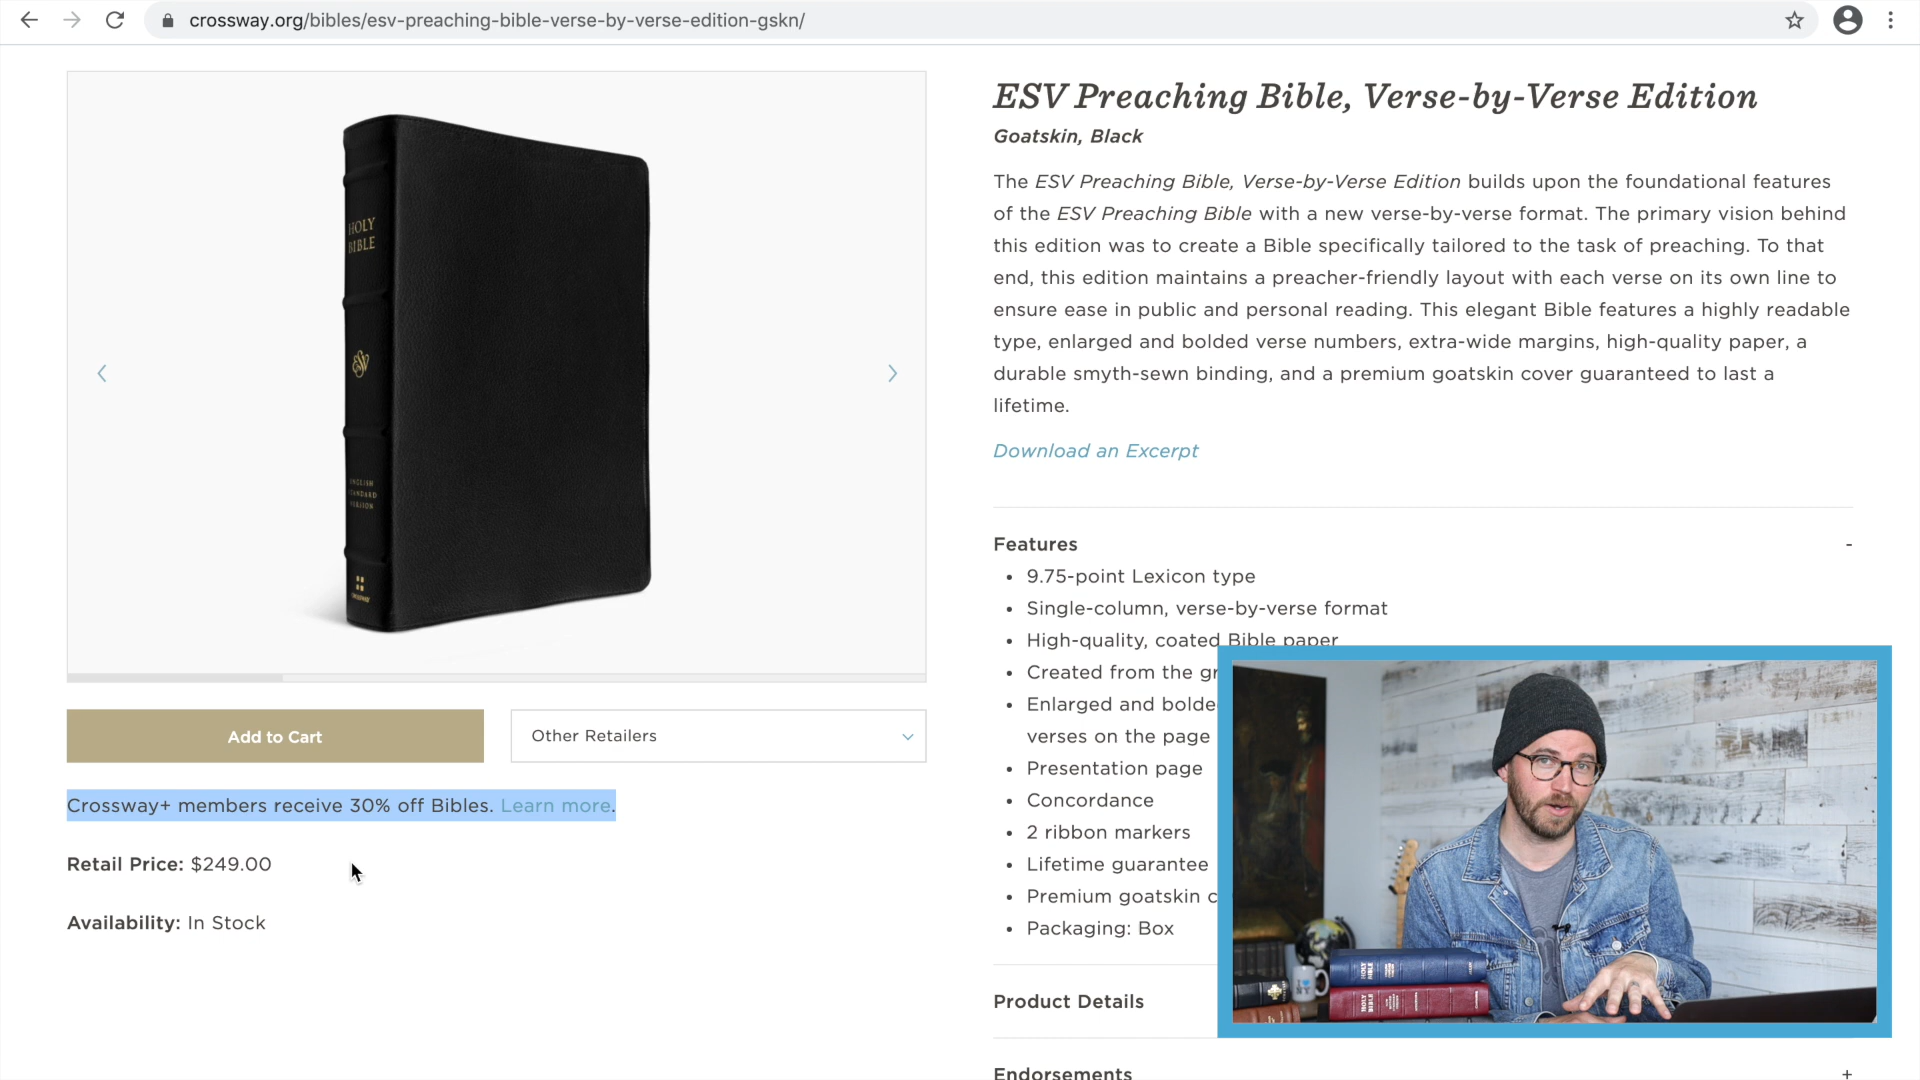 crossway.org/bibles/esv-preaching-bible-verse-by-verse-edition-gskn/
HOLY
BIBLE
ENGLISH
STANDARD
VERSION
CROSSWAY
Add to Cart
Other Retailers
Crossway+ members receive 30% off Bibles. Learn more.
Retail Price: $249.00
Availability: In Stock
ESV Preaching Bible, Verse-by-Verse Edition
Goatskin, Black
The ESV Preaching Bible, Verse-by-Verse Edition builds upon the foundational features
of the ESV Preaching Bible with a new verse-by-verse format. The primary vision behind
this edition was to create a Bible specifically tailored to the task of preaching. To that
end, this edition maintains a preacher-friendly layout with each verse on its own line to
ensure ease in public and personal reading. This elegant Bible features a highly readable
type, enlarged and bolded verse numbers, extra-wide margins, high-quality paper, a
durable smyth-sewn binding, and a premium goatskin cover guaranteed to last a
lifetime.
Download an Excerpt
Features
-
• 9.75-point Lexicon type
• Single-column, verse-by-verse format
• High-quality, coated Bible paper
• Created from the gr
• Enlarged and bolde
verses on the page
• Presentation page
• Concordance
• 2 ribbon markers
• Lifetime guarantee
• Premium goatskin c
• Packaging: Box
Product Details
Endorsements
+
HOLY
BIBLE
HOLY
BIBLE